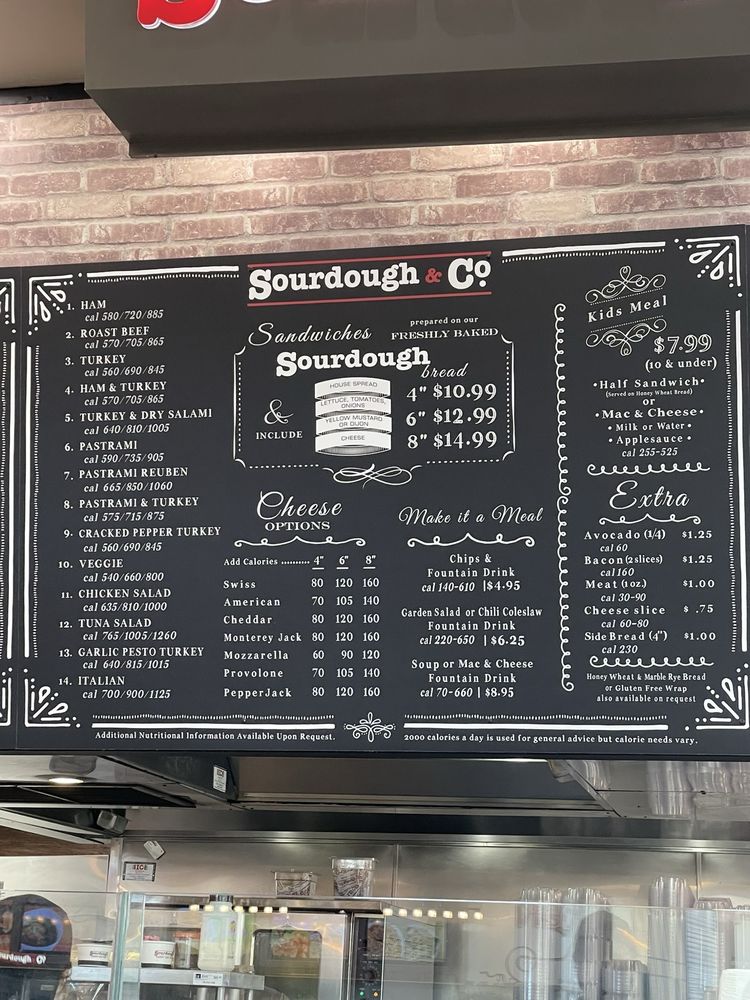 Sourdough & Co.
1. HAM
cal 580/720/885
2. ROAST BEEF
cal 570/705/865
3. TURKEY
cal 560/690/845
4. HAM & TURKEY
cal 570/705/865
5. TURKEY & DRY SALAMI
cal 640/810/1005
6. PASTRAMI
cal 590/735/905
7. PASTRAMI REUBEN
cal 665/850/1060
8. PASTRAMI & TURKEY
cal 575/715/875
9. CRACKED PEPPER TURKEY
cal 560/690/845
10. VEGGIE
cal 540/660/800
11. CHICKEN SALAD
cal 635/810/1000
12. TUNA SALAD
cal 765/1005/1260
13. GARLIC PESTO TURKEY
cal 640/815/1015
14. ITALIAN
cal 700/900/1125
Sandwiches prepared on our
FRESHLY BAKED
Sourdough
bread
& INCLUDE
HOUSE SPREAD
LETTUCE, TOMATOES, ONIONS
YELLOW MUSTARD OR DIJON
CHEESE
4" $10.99
6" $12.99
8" $14.99
Cheese
OPTIONS
Add Calories .......... 4" 6" 8"
Swiss 80 120 160
American 70 105 140
Cheddar 80 120 160
Monterey Jack 80 120 160
Mozzarella 60 90 120
Provolone 70 105 140
PepperJack 80 120 160
Make it a Meal
Chips &
Fountain Drink
cal 140-610 |$4.95
Garden Salad or Chili Coleslaw
Fountain Drink
cal 220-650 | $6.25
Soup or Mac & Cheese
Fountain Drink
cal 70-660 | $8.95
Kids Meal
$7.99
(10 & under)
•Half Sandwich•
(Served on Honey Wheat Bread)
or
•Mac & Cheese•
• Milk or Water •
• Applesauce •
cal 255-525
Extra
Avocado (1/4) $1.25
cal 60
Bacon (2 slices) $1.25
cal 160
Meat (1oz.) $1.00
cal 30-90
Cheese slice $ .75
cal 60-80
Side Bread (4") $1.00
cal 230
Honey Wheat & Marble Rye Bread
or Gluten Free Wrap
also available on request
Additional Nutritional Information Available Upon Request.
2000 calories a day is used for general advice but calorie needs vary.